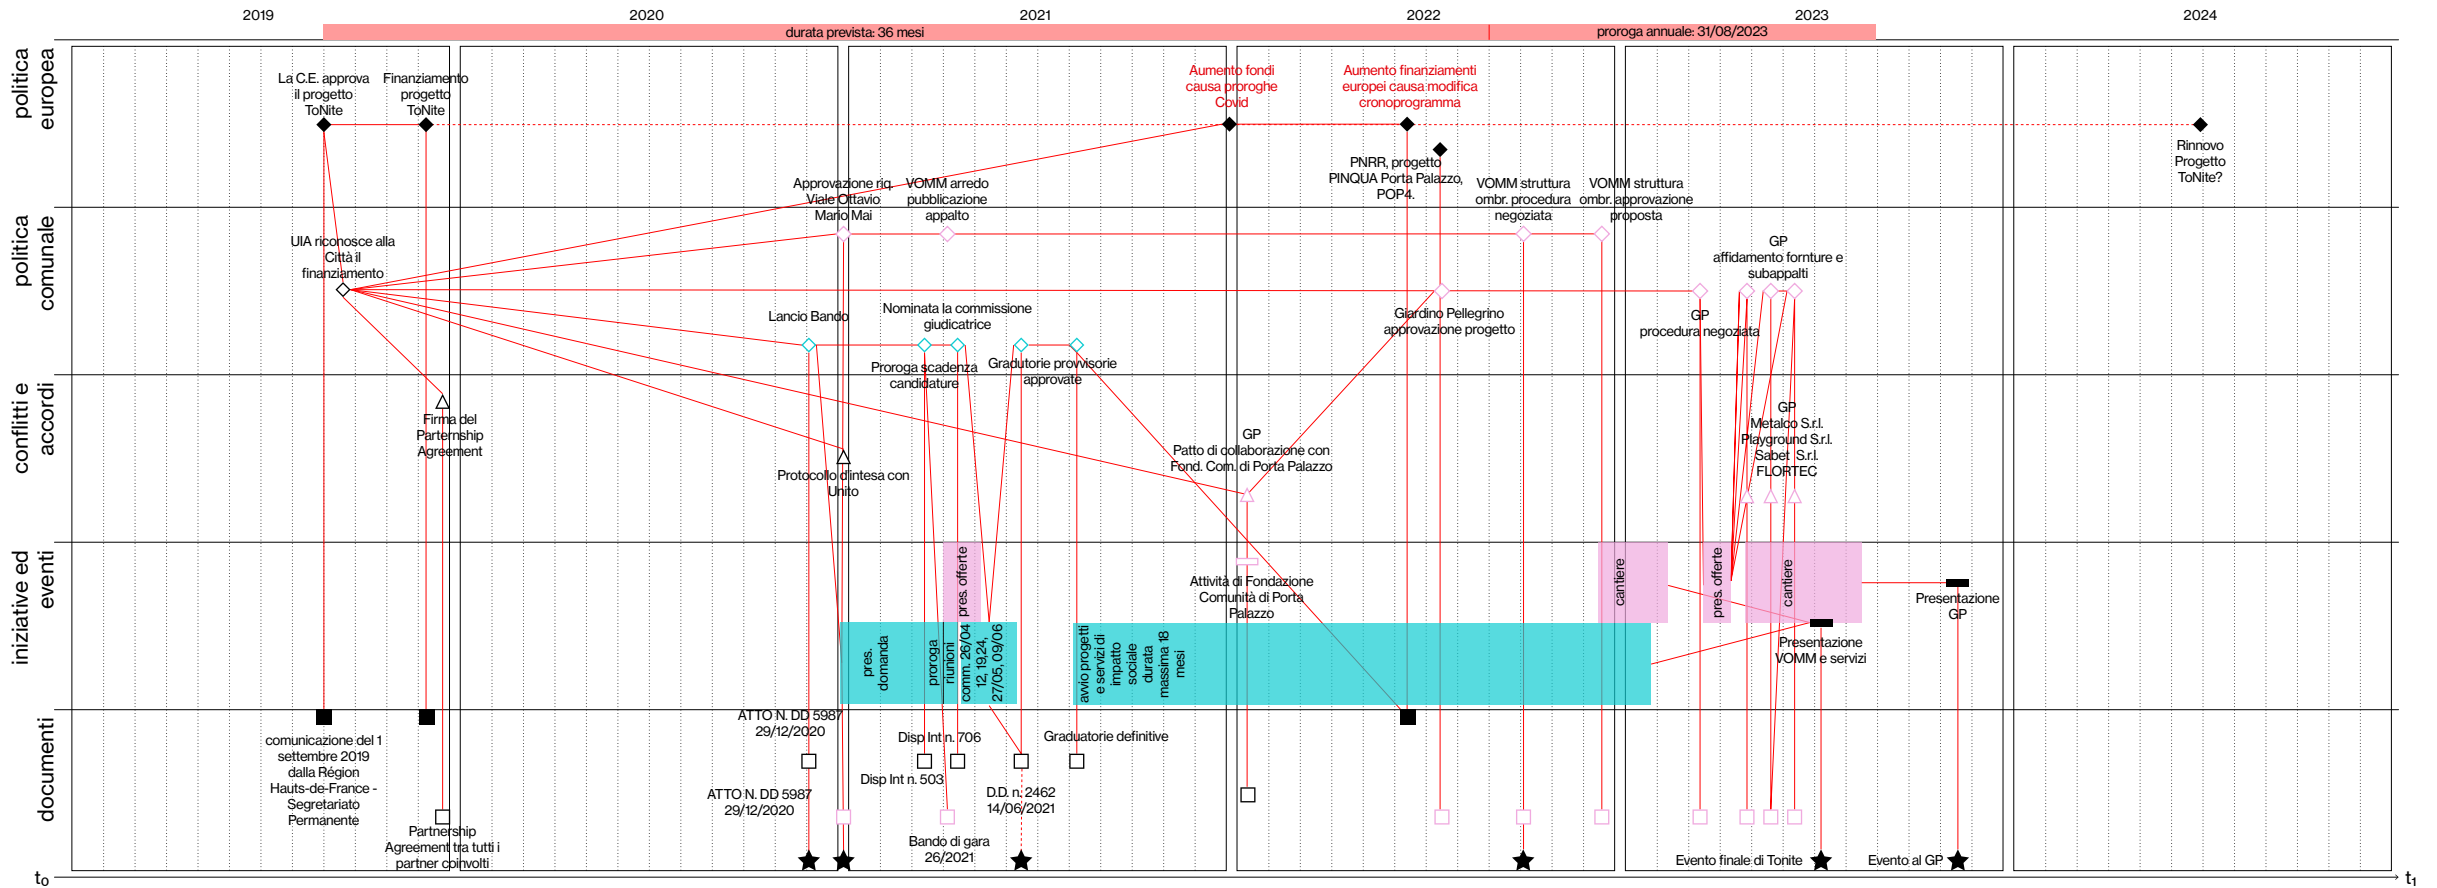 2019
2020
2021
2022
2023
2024
durata prevista: 36 mesi
proroga annuale: 31/08/2023
politica
europea
La C.E. approva
il progetto
ToNite
Finanziamento
progetto
ToNite
Aumento fondi
causa proroghe
Covid
Aumento finanziamenti
europei causa modifica
cronoprogramma
PNRR, progetto
PINQUA Porta Palazzo,
POP4.
Rinnovo
Progetto
ToNite?
politica
comunale
UIA riconosce alla
Città il
finanziamento
Approvazione riq.
Viale Ottavio
Mario Mai
VOMM arredo
pubblicazione
appalto
VOMM struttura
ombr. procedura
negoziata
VOMM struttura
ombr. approvazione
proposta
GP
affidamento fornture e
subappalti
Lancio Bando
Nominata la commissione
giudicatrice
Proroga scadenza
candidature
Gradutorie provvisorie
approvate
Giardino Pellegrino
approvazione progetto
GP
procedura negoziata
conflitti e
accordi
Firma del
Parternship
Agreement
Protocollo d'intesa con
Unito
GP
Patto di collaborazione con
Fond. Com. di Porta Palazzo
GP
Metalco S.r.l.
Playground S.r.l.
Sabet S.r.l.
FLORTEC
iniziative ed
eventi
pres. offerte
Attività di Fondazione
Comunità di Porta
Palazzo
cantiere
pres. offerte
cantiere
Presentazione
GP
pres.
domanda
proroga
riunioni
comm. 26/04
12, 19,24,
27/05, 09/06
avvio progetti
e servizi di
impatto
sociale
durata
massima 18
mesi
Presentazione
VOMM e servizi
documenti
comunicazione del 1
settembre 2019
dalla Région
Hauts-de-France -
Segretariato
Permanente
Partnership
Agreement tra tutti i
partner coinvolti
ATTO N. DD 5987
29/12/2020
ATTO N. DD 5987
29/12/2020
Disp Int n. 706
Disp Int n. 503
Bando di gara
26/2021
D.D. n. 2462
14/06/2021
Graduatorie definitive
Evento finale di Tonite
Evento al GP
t0
t1